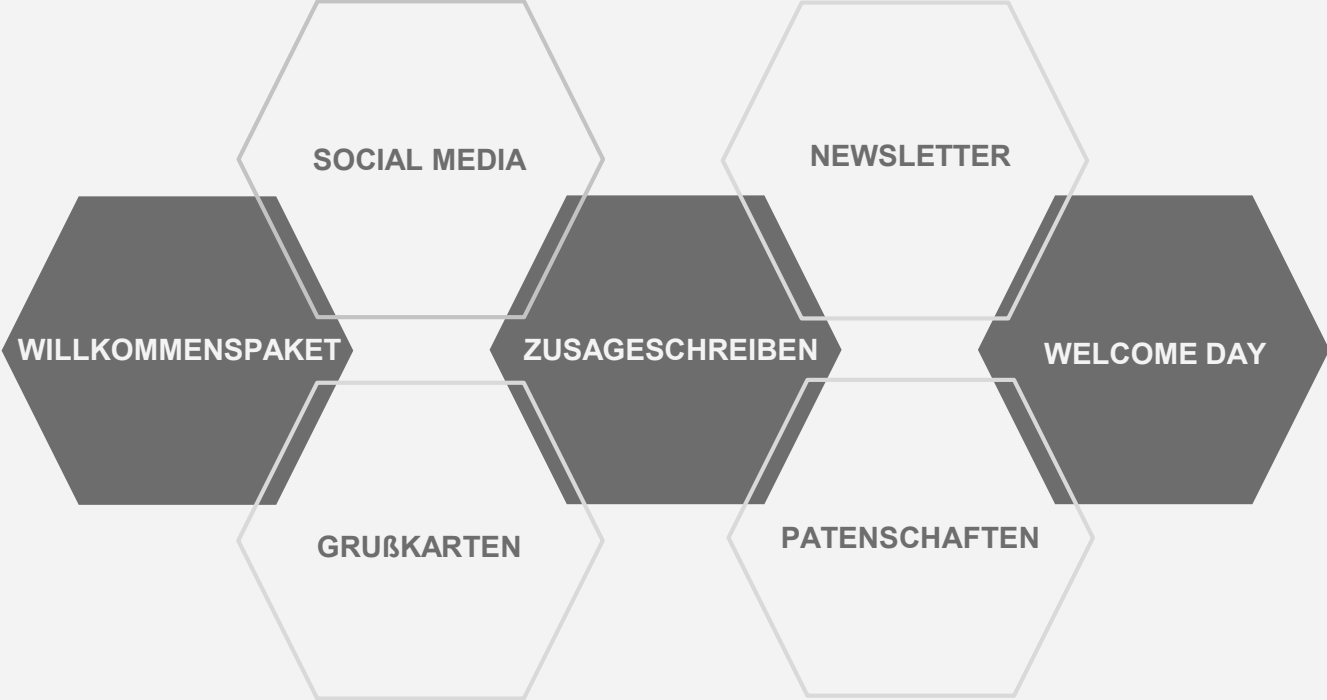 SOCIAL MEDIA
NEWSLETTER
WILLKOMMENSPAKET
ZUSAGESCHREIBEN
WELCOME DAY
GRUßKARTEN
PATENSCHAFTEN